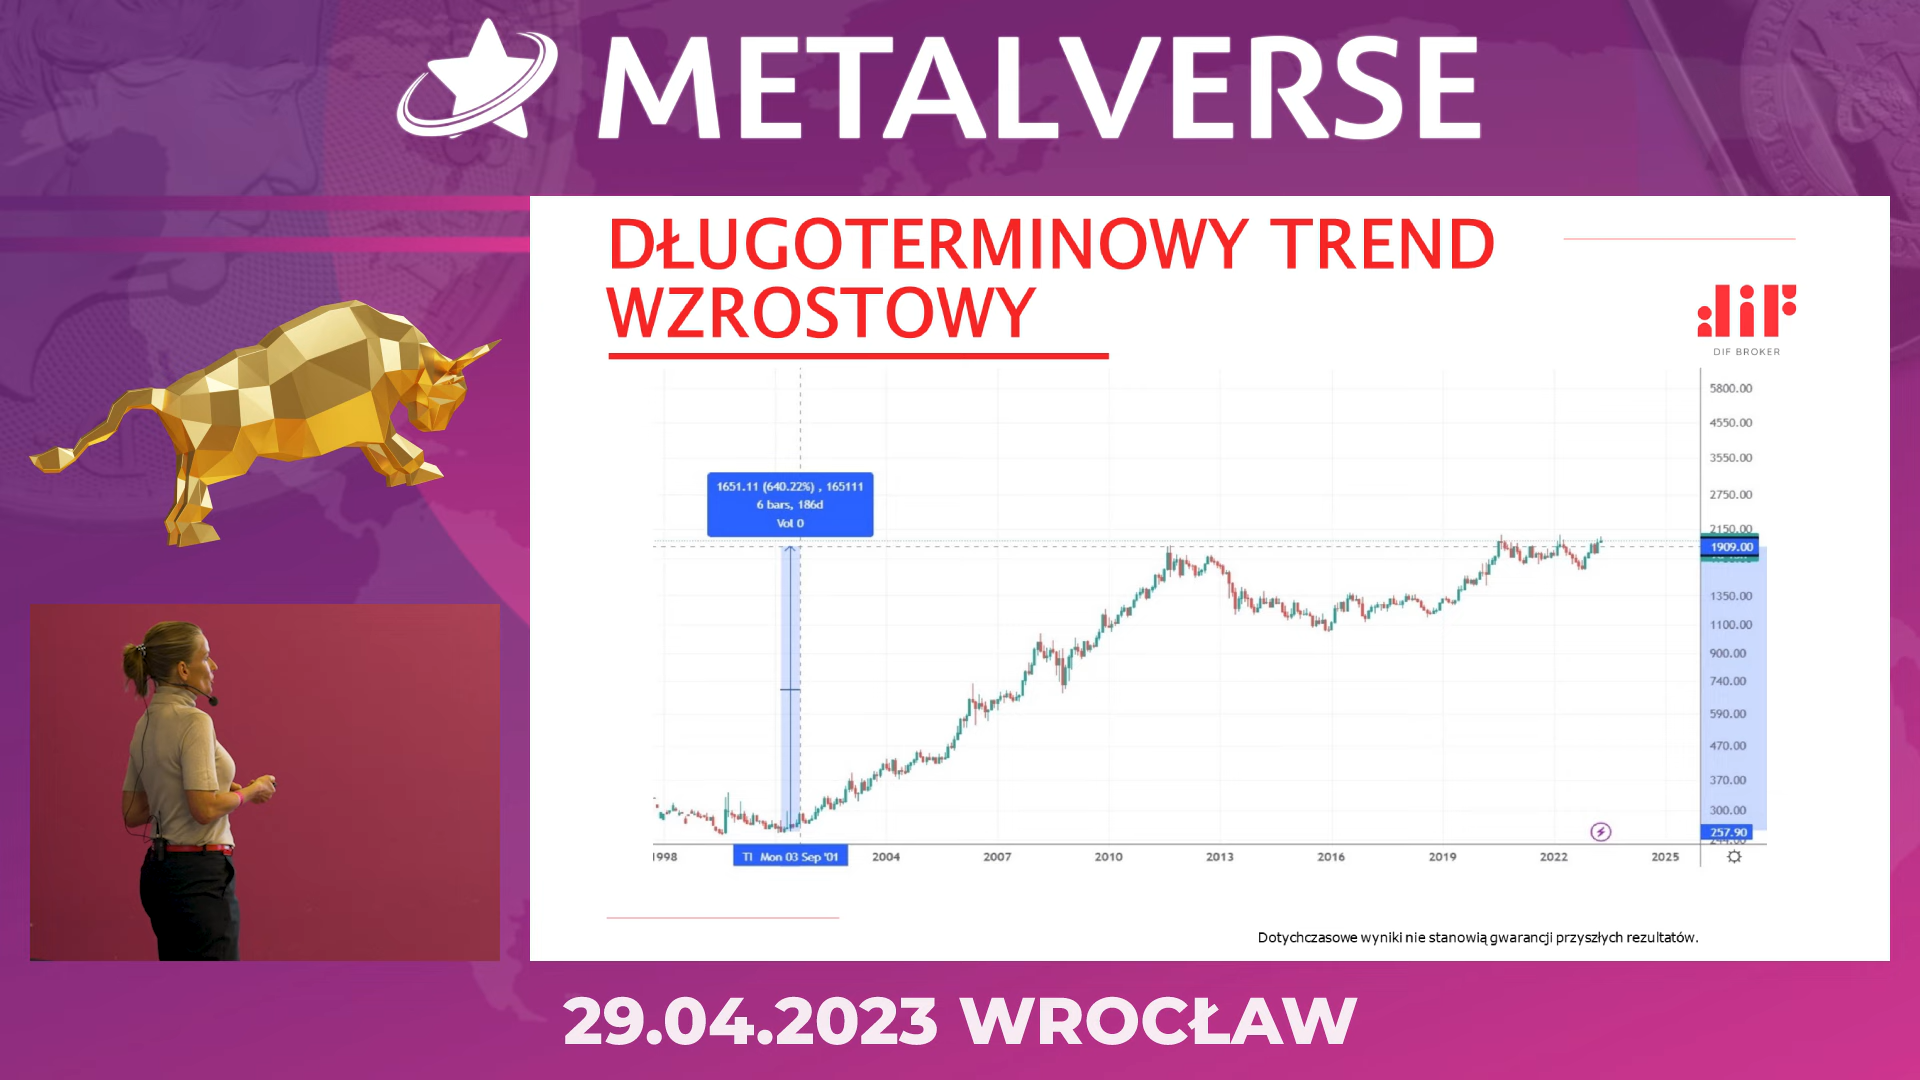 METALVERSE
DŁUGOTERMINOWY TREND
WZROSTOWY
DIF
DIF BROKER
1651.11 (640.22%) , 165111
6 bars, 186d
Vol 0
5800.00
4550.00
3550.00
2750.00
2150.00
1909.00
1350.00
1100.00
900.00
740.00
590.00
470.00
370.00
300.00
257.90
1998
Mon 03 Sep '01
2004
2007
2010
2013
2016
2019
2022
2025
Dotychczasowe wyniki nie stanowią gwarancji przyszłych rezultatów.
29.04.2023 WROCŁAW